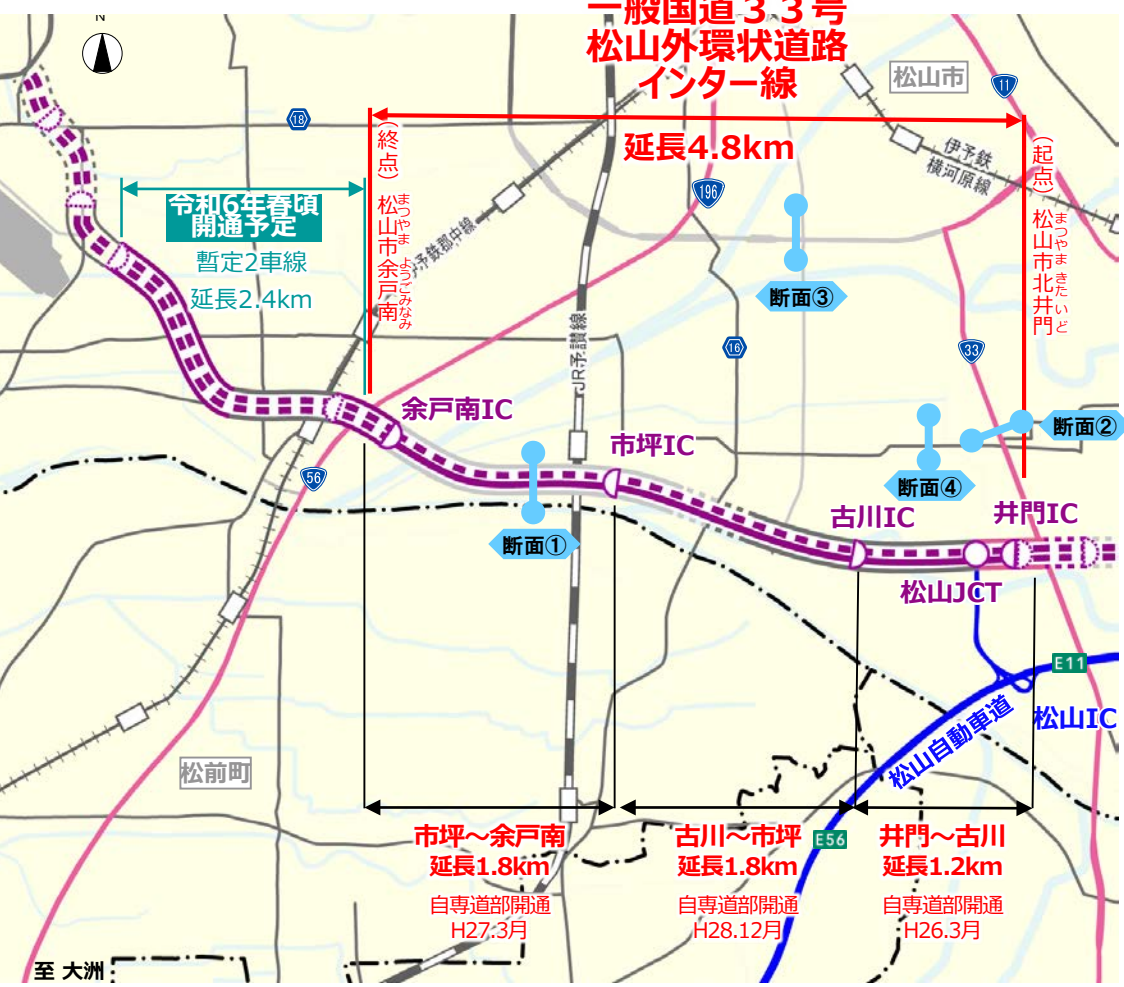 一般国道33号
松山外環状道路
インター線
N
松山市
11
18
延長4.8km
伊予鉄
横河原線
(終点) 松山市余戸南
まつやま ようごみなみ
(起点) 松山市北井門
まつやま きたいど
196
令和6年春頃
開通予定
暫定2車線
延長2.4km
伊予鉄郡中線
断面③
JR予讃線
16
33
余戸南IC
断面②
市坪IC
56
断面④
断面①
古川IC
井門IC
松山JCT
E11
松山IC
松山自動車道
松前町
市坪～余戸南
延長1.8km
自専道部開通
H27.3月
古川～市坪
延長1.8km
自専道部開通
H28.12月
E56
井門～古川
延長1.2km
自専道部開通
H26.3月
至 大洲